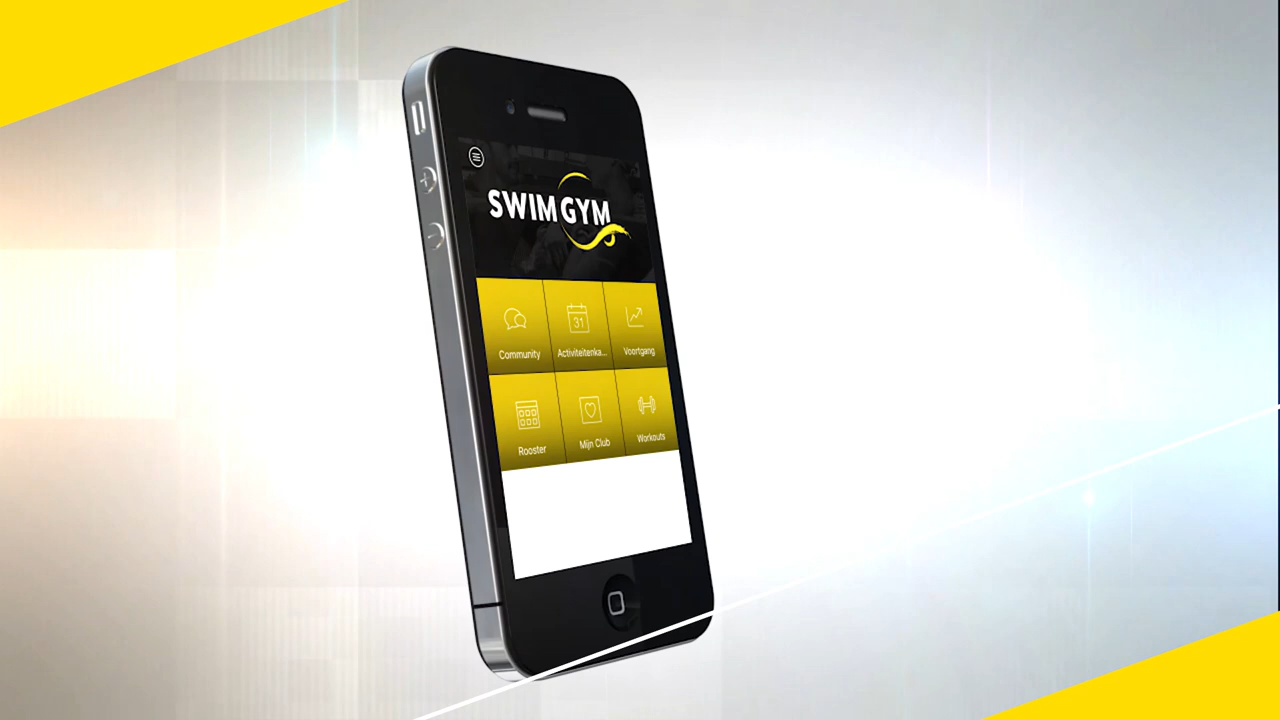 SWIM GYM
31
Community
Activiteitenka...
Voortgang
Rooster
Mijn Club
Workouts